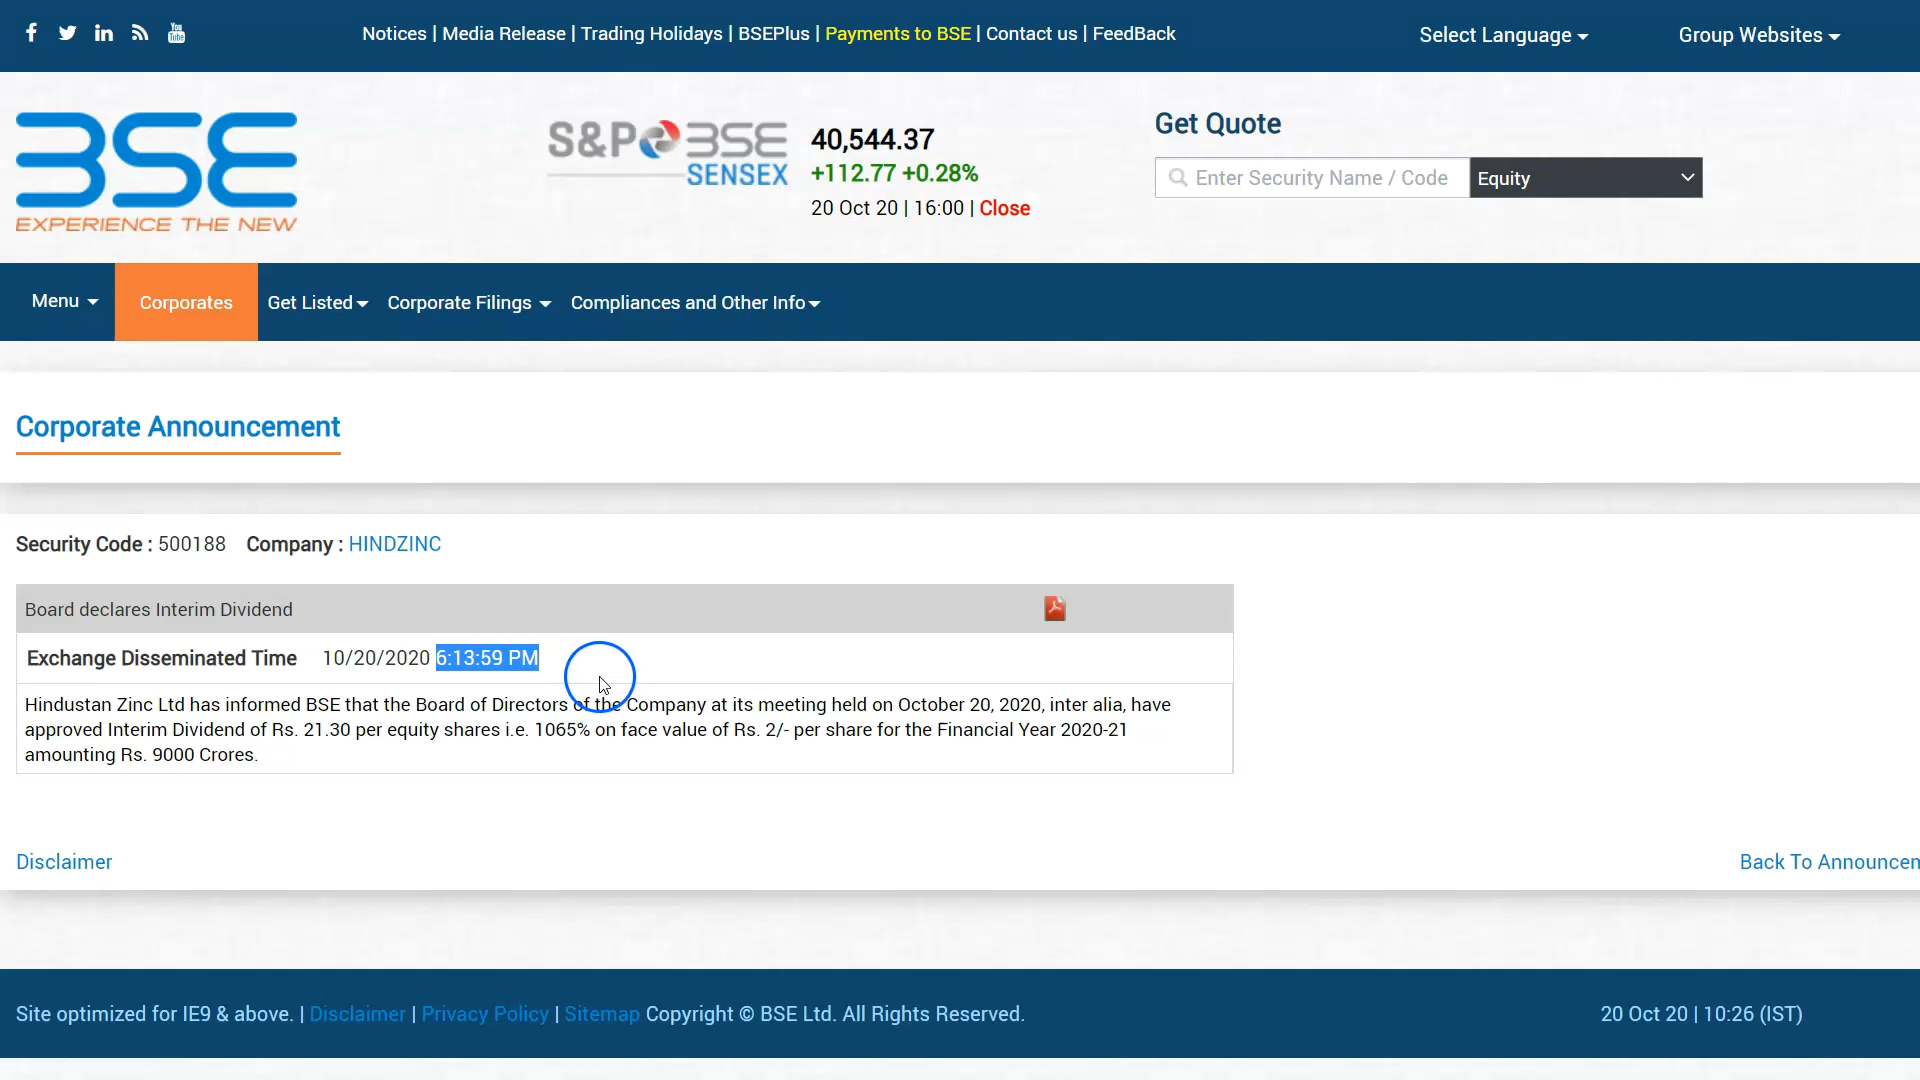 Notices | Media Release | Trading Holidays | BSEPlus | Payments to BSE | Contact us | FeedBack
Select Language
Group Websites
You Tube
BSE
EXPERIENCE THE NEW
S&P BSE
SENSEX
40,544.37
+112.77 +0.28%
20 Oct 20 | 16:00 | Close
Get Quote
Enter Security Name / Code
Equity
Menu
Corporates
Get Listed
Corporate Filings
Compliances and Other Info
Corporate Announcement
Security Code : 500188 Company : HINDZINC
Board declares Interim Dividend
Exchange Disseminated Time 10/20/2020 6:13:59 PM
Hindustan Zinc Ltd has informed BSE that the Board of Directors of the Company at its meeting held on October 20, 2020, inter alia, have
approved Interim Dividend of Rs. 21.30 per equity shares i.e. 1065% on face value of Rs. 2/- per share for the Financial Year 2020-21
amounting Rs. 9000 Crores.
Disclaimer
Back To Announcem
Site optimized for IE9 & above. | Disclaimer | Privacy Policy | Sitemap Copyright © BSE Ltd. All Rights Reserved.
20 Oct 20 | 10:26 (IST)